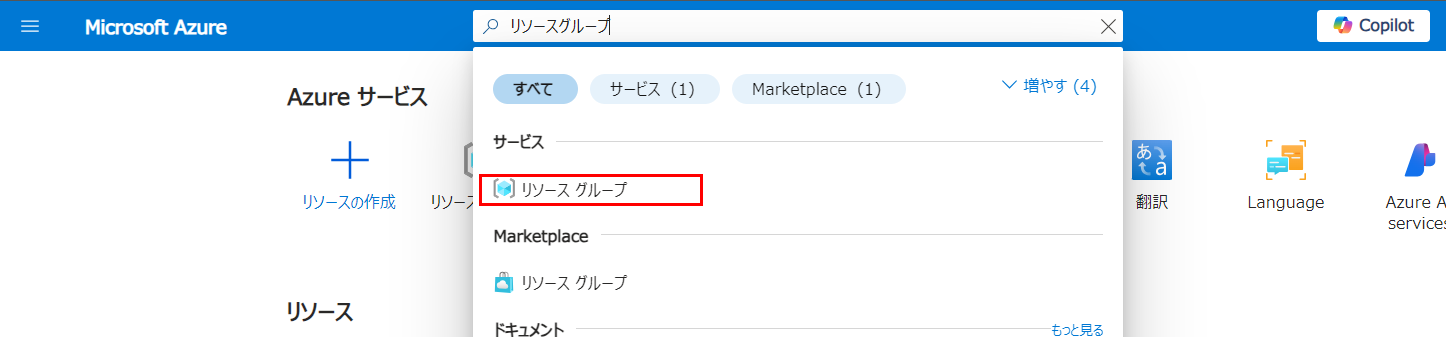 Microsoft Azure
リソースグループ
Copilot
すべて
サービス (1)
Marketplace (1)
増やす (4)
Azure サービス
サービス
リソースの作成
リソース
リソース グループ
翻訳
Language
Azure A
services
Marketplace
リソース グループ
リソース
ドキュメント
もっと見る